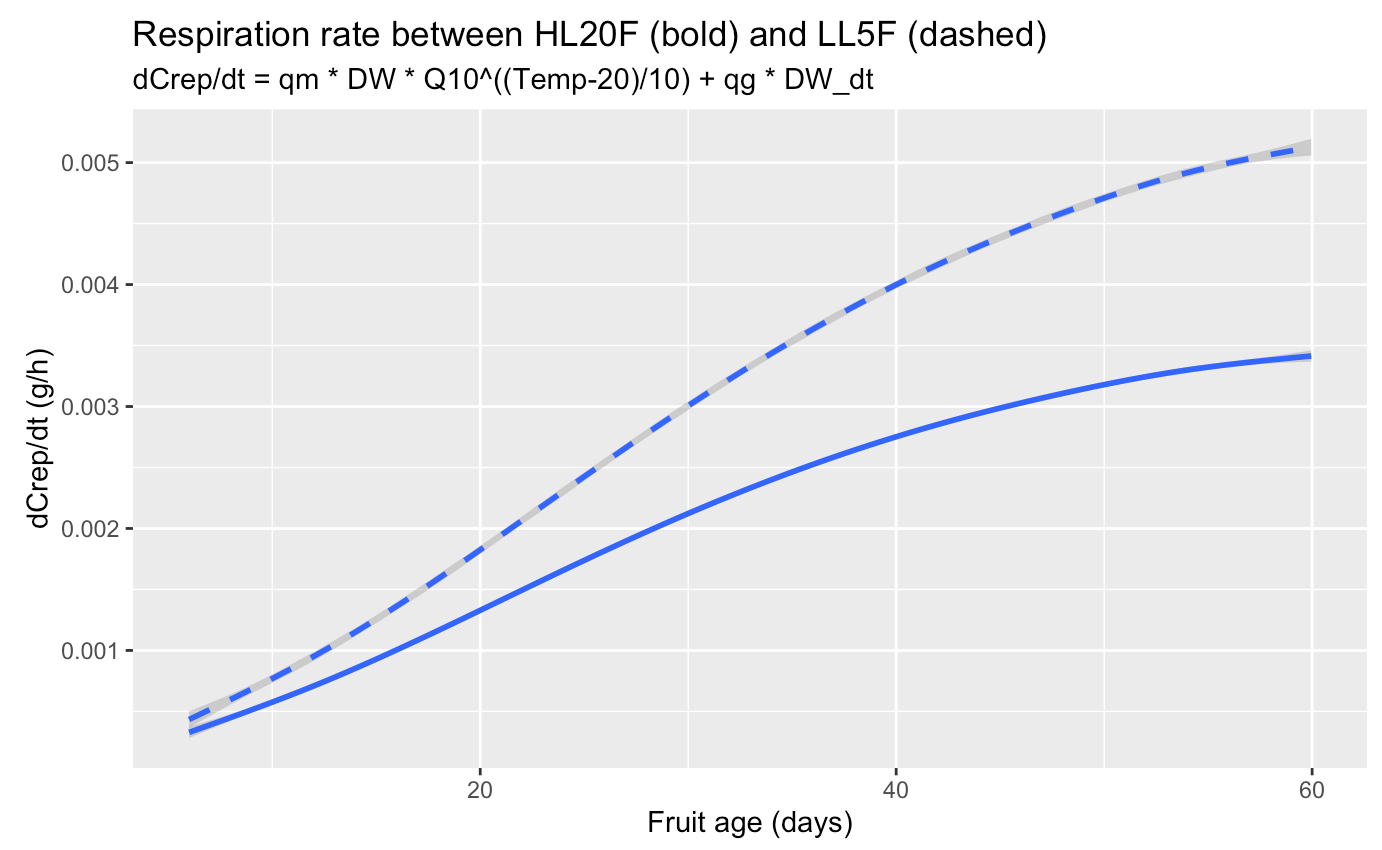 Respiration rate between HL20F (bold) and LL5F (dashed)
dCrep/dt = qm * DW * Q10^((Temp-20)/10) + qg * DW_dt
0.005
0.004
0.003
0.002
0.001
dCrep/dt (g/h)
20
40
60
Fruit age (days)